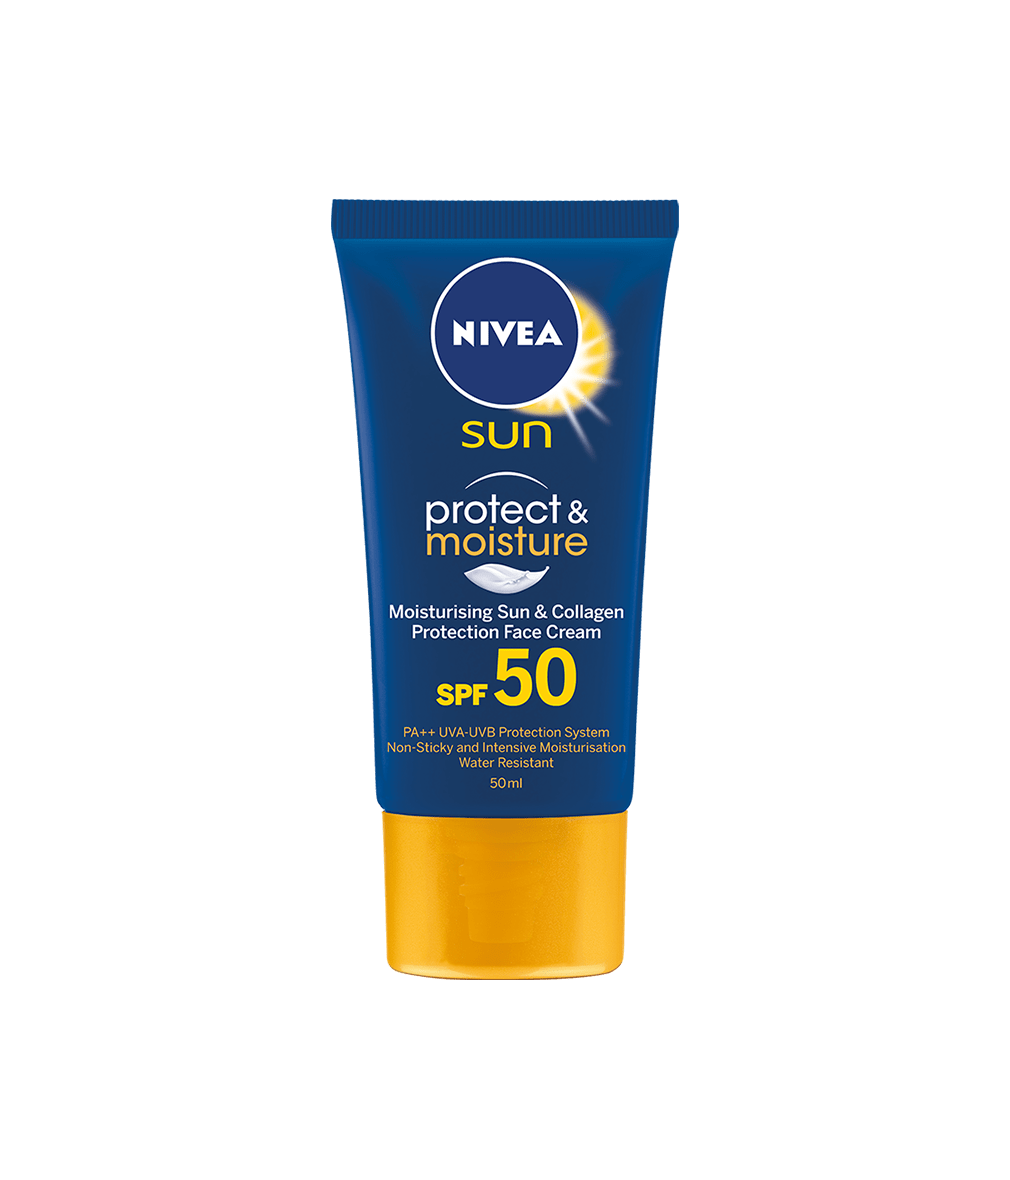 NIVEA
sun
protect &
moisture
Moisturising Sun & Collagen
Protection Face Cream
SPF 50
PA++ UVA-UVB Protection System
Non-Sticky and Intensive Moisturisation
Water Resistant
50ml